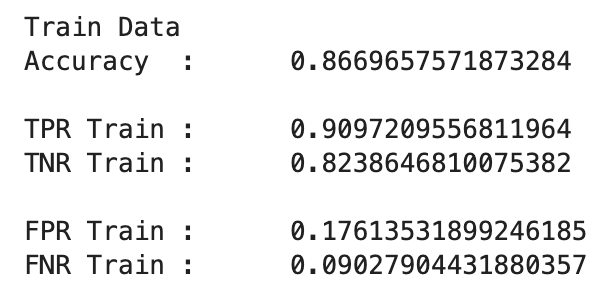 Train Data
Accuracy  :      0.8669657571873284
TPR Train :      0.9097209556811964
TNR Train :      0.8238646810075382
FPR Train :      0.17613531899246185
FNR Train :      0.09027904431880357